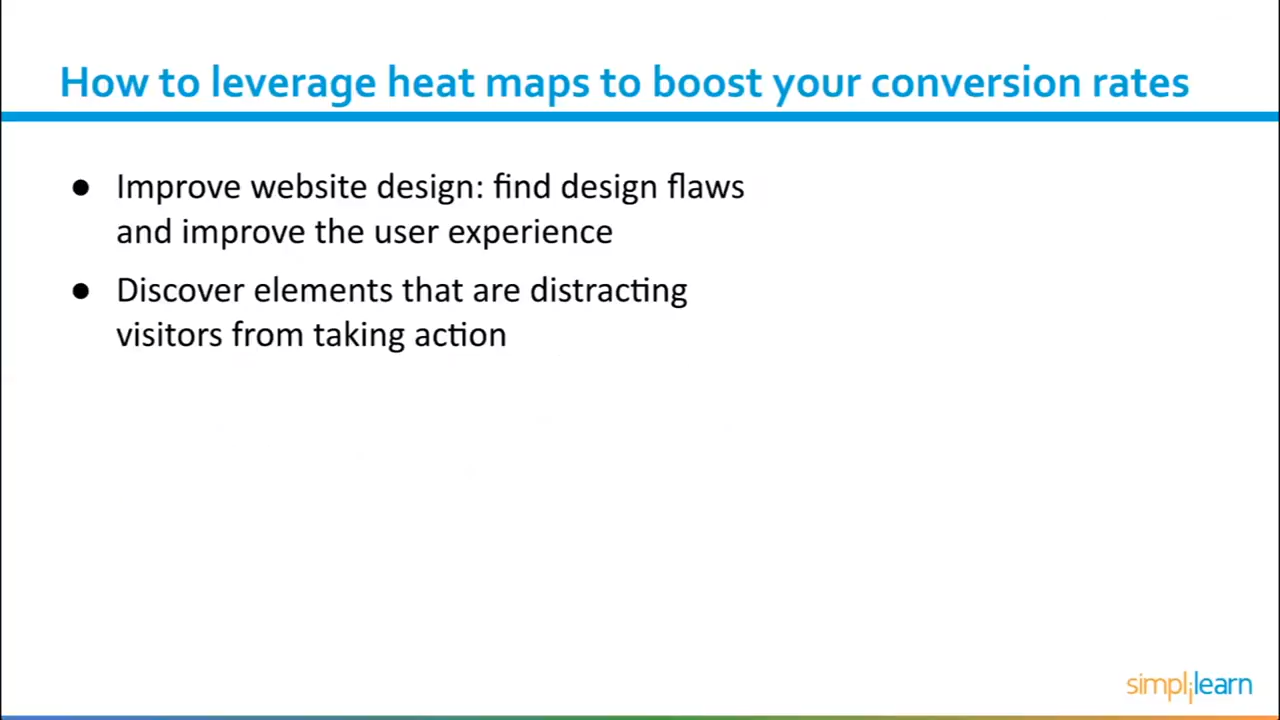 How to leverage heat maps to boost your conversion rates
● Improve website design: find design flaws
and improve the user experience
● Discover elements that are distracting
visitors from taking action
simplilearn